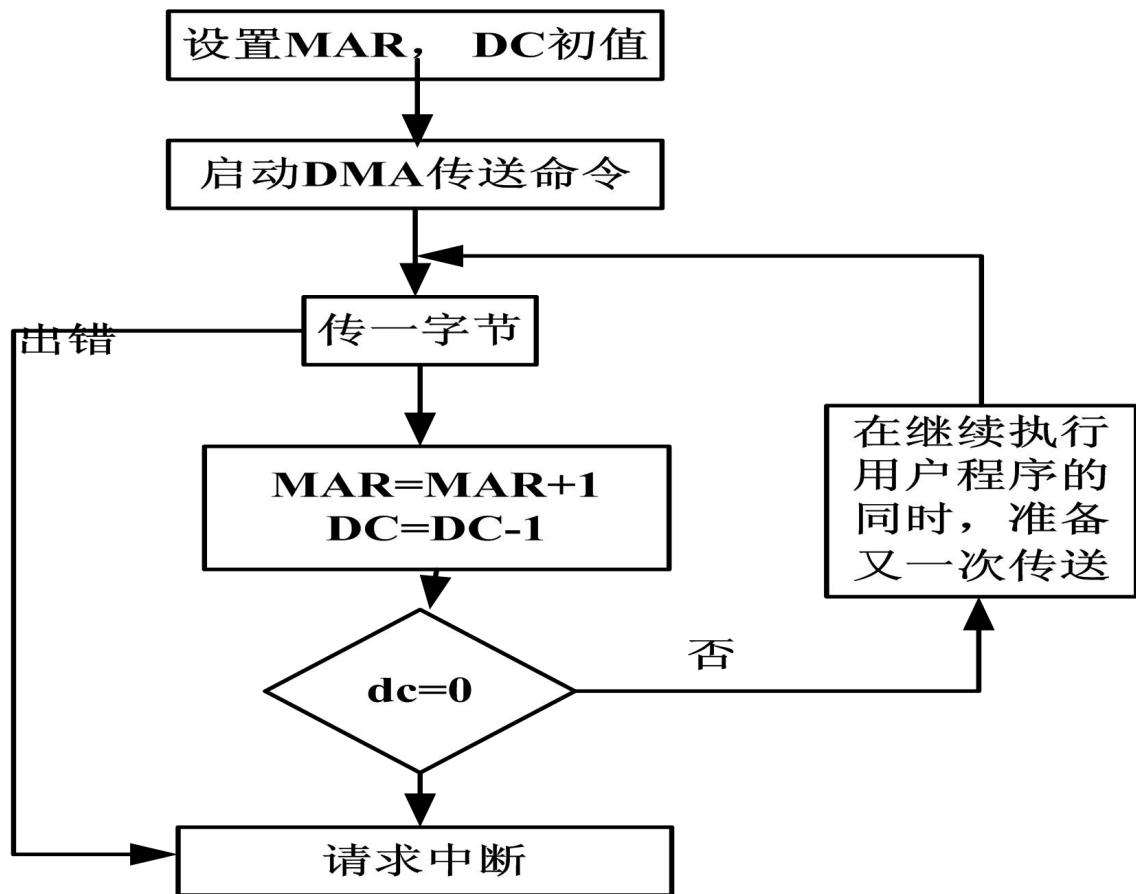 设置MAR， DC初值
启动DMA传送命令
传一字节
出错
MAR=MAR+1
DC=DC-1
在继续执行
用户程序的
同时，准备
又一次传送
否
dc=0
请求中断